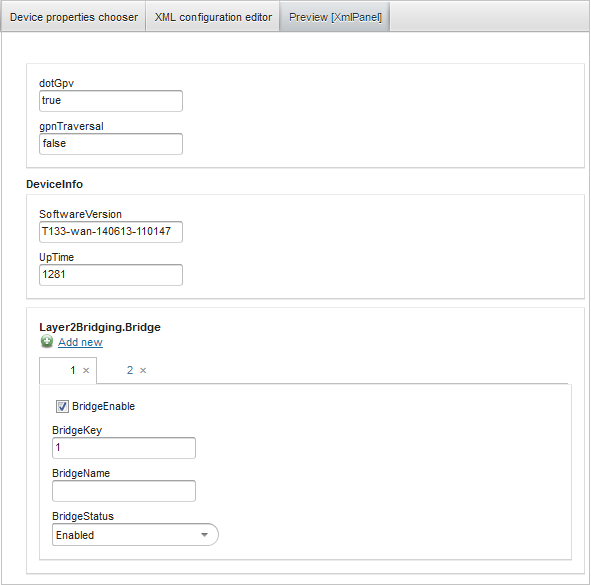 Device properties chooser XML configuration editor Preview [XmlPanel]
dotGpv
true
gpnTraversal
false
DeviceInfo
SoftwareVersion
T133-wan-140613-110147
UpTime
1281
Layer2Bridging.Bridge
Add new
1 × 2 ×
BridgeEnable
BridgeKey
1
BridgeName
BridgeStatus
Enabled